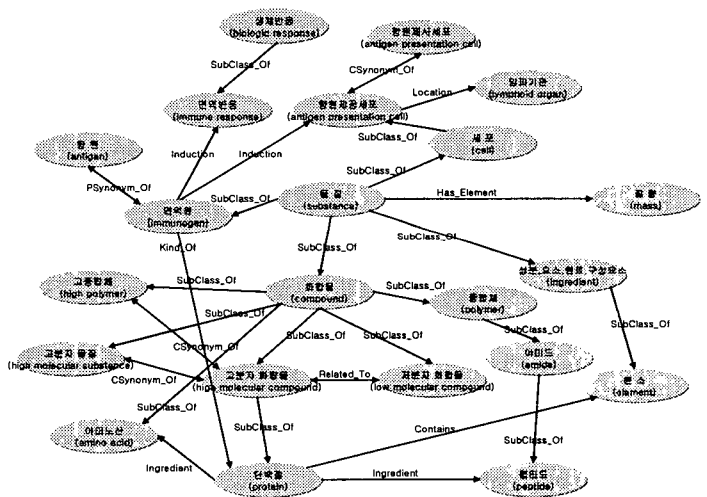 생체반응
(biologic response)
항원제시세포
(antigen presentation cell)
SubClass_Of
CSynonym_Of
Location
림파기관
(lymphoid organ)
면역반응
(immune response)
항원제공세포
(antigen presentation cell)
SubClass_Of
세포
(cell)
항원
(antigen)
Induction
Induction
SubClass_Of
PSynonym_Of
SubClass_Of
물질
(substance)
Has_Element
질량
(mass)
면역원
(immunogen)
Kind_Of
SubClass_Of
SubClass_Of
성분,요소,원료,구성요소
(ingredient)
고중합체
(high polymer)
SubClass_Of
화합물
(compound)
SubClass_Of
중합체
(polymer)
SubClass_Of
SubClass_Of
SubClass_Of
SubClass_Of
SubClass_Of
고분자 물질
(high molecular substance)
CSynonym_Of
CSynonym_Of
고분자 화합물
(high molecular compound)
Related_To
저분자 화합물
(low molecular compound)
아미드
(amide)
원소
(element)
SubClass_Of
아미노산
(amino acid)
SubClass_Of
Contains
SubClass_Of
Ingredient
단백질
(protein)
Ingredient
펩티드
(peptide)